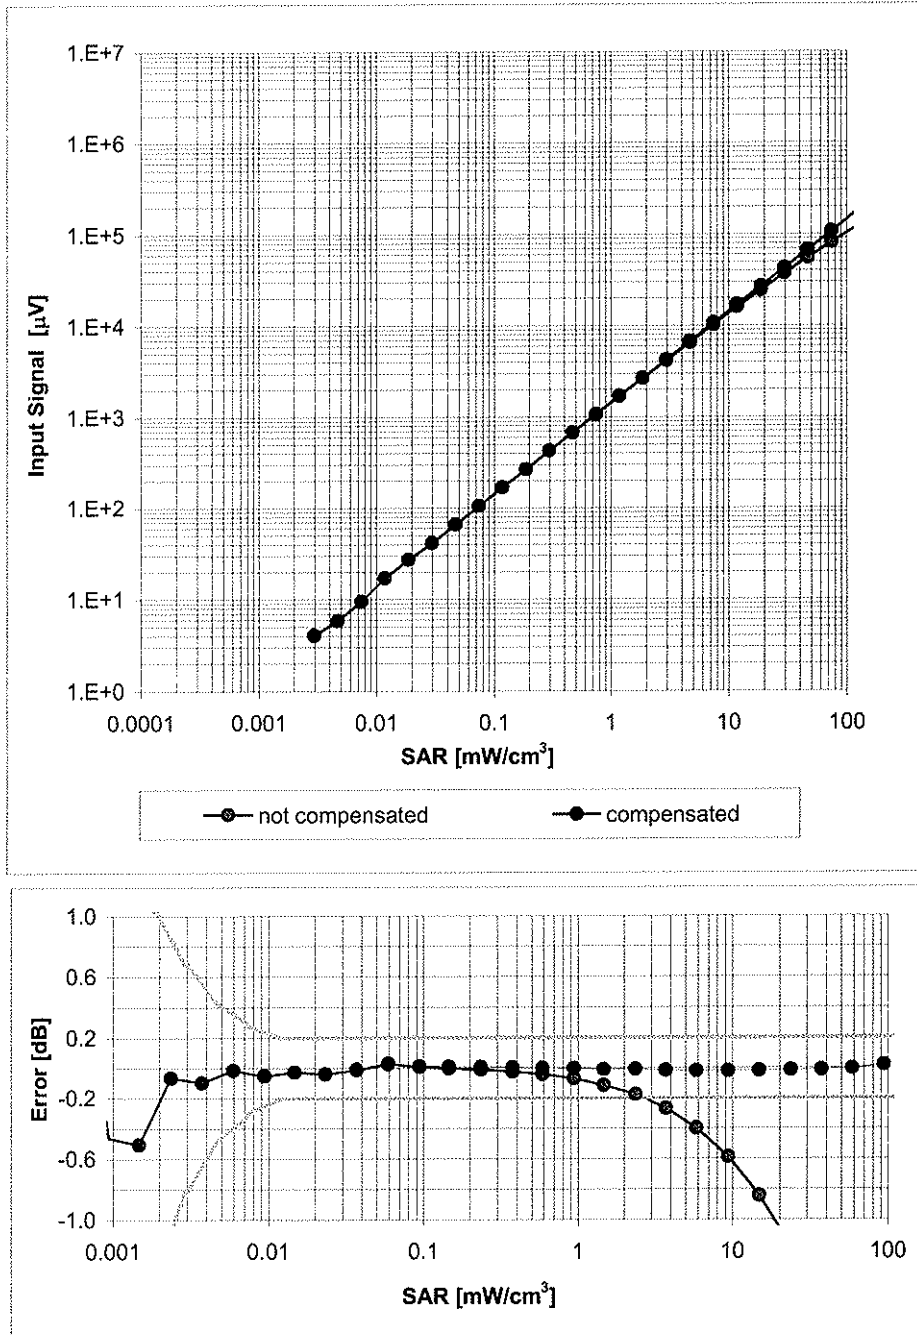 1.E+7
1.E+6
1.E+5
1.E+4
1.E+3
1.E+2
1.E+1
1.E+0
Input Signal [µV]
0.0001 0.001 0.01 0.1 1 10 100
SAR [mW/cm³]
not compensated compensated
1.0
0.6
0.2
-0.2
-0.6
-1.0
Error [dB]
0.001 0.01 0.1 1 10 100
SAR [mW/cm³]